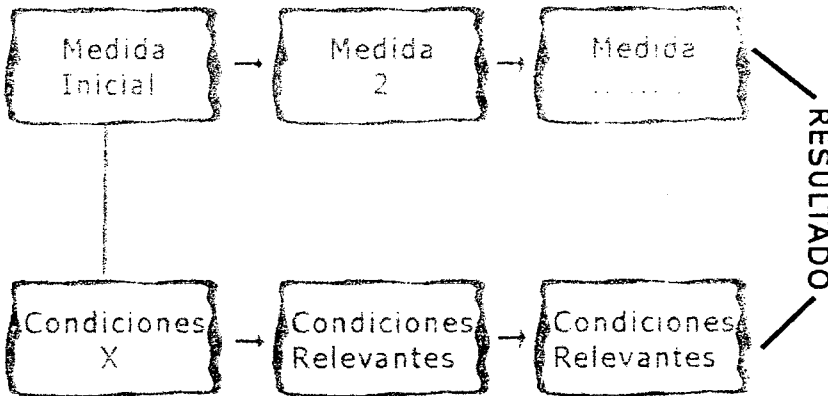 Medida
Inicial
Medida
2
Medida
........
RESULTADO
Condiciones
X
Condiciones
Relevantes
Condiciones
Relevantes